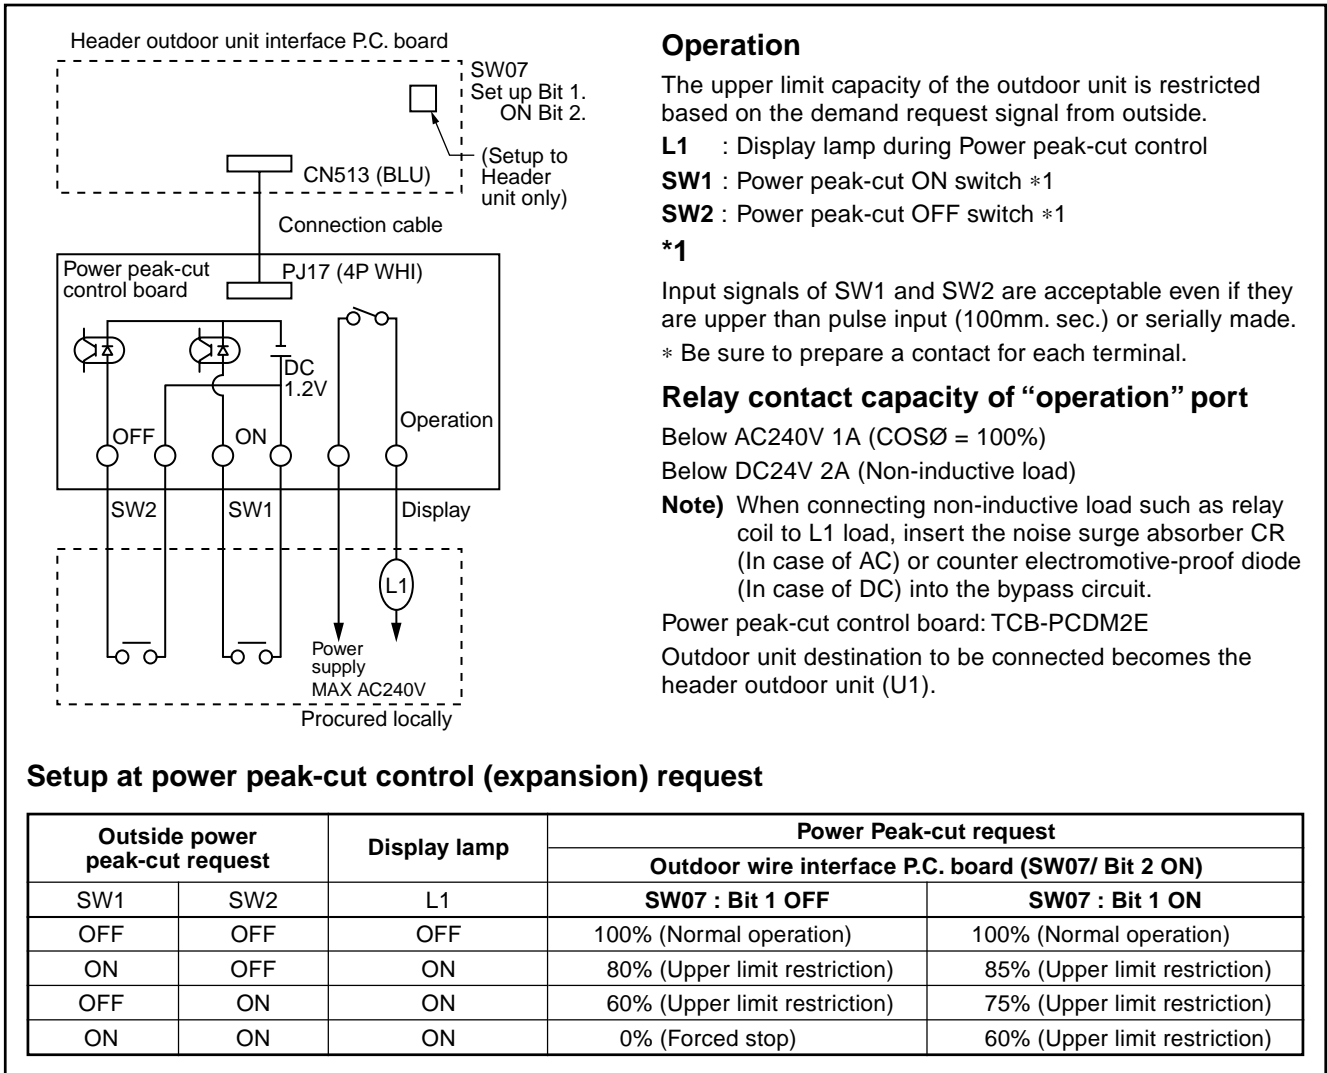 Header outdoor unit interface P.C. board
SW07
Set up Bit 1.
ON Bit 2.
(Setup to
Header
unit only)
CN513 (BLU)
Connection cable
Power peak-cut
control board
PJ17 (4P WHI)
DC
1.2V
Operation
OFF
ON
SW2
SW1
Display
L1
Power
supply
MAX AC240V
Procured locally
Operation
The upper limit capacity of the outdoor unit is restricted
based on the demand request signal from outside.
L1 : Display lamp during Power peak-cut control
SW1 : Power peak-cut ON switch *1
SW2 : Power peak-cut OFF switch *1
*1
Input signals of SW1 and SW2 are acceptable even if they
are upper than pulse input (100mm. sec.) or serially made.
* Be sure to prepare a contact for each terminal.
Relay contact capacity of “operation” port
Below AC240V 1A (COSØ = 100%)
Below DC24V 2A (Non-inductive load)
Note) When connecting non-inductive load such as relay
coil to L1 load, insert the noise surge absorber CR
(In case of AC) or counter electromotive-proof diode
(In case of DC) into the bypass circuit.
Power peak-cut control board: TCB-PCDM2E
Outdoor unit destination to be connected becomes the
header outdoor unit (U1).
Setup at power peak-cut control (expansion) request
Outside power
peak-cut request
Display lamp
Power Peak-cut request
Outdoor wire interface P.C. board (SW07/ Bit 2 ON)
SW1 SW2 L1 SW07 : Bit 1 OFF SW07 : Bit 1 ON
OFF OFF OFF 100% (Normal operation) 100% (Normal operation)
ON OFF ON 80% (Upper limit restriction) 85% (Upper limit restriction)
OFF ON ON 60% (Upper limit restriction) 75% (Upper limit restriction)
ON ON ON 0% (Forced stop) 60% (Upper limit restriction)